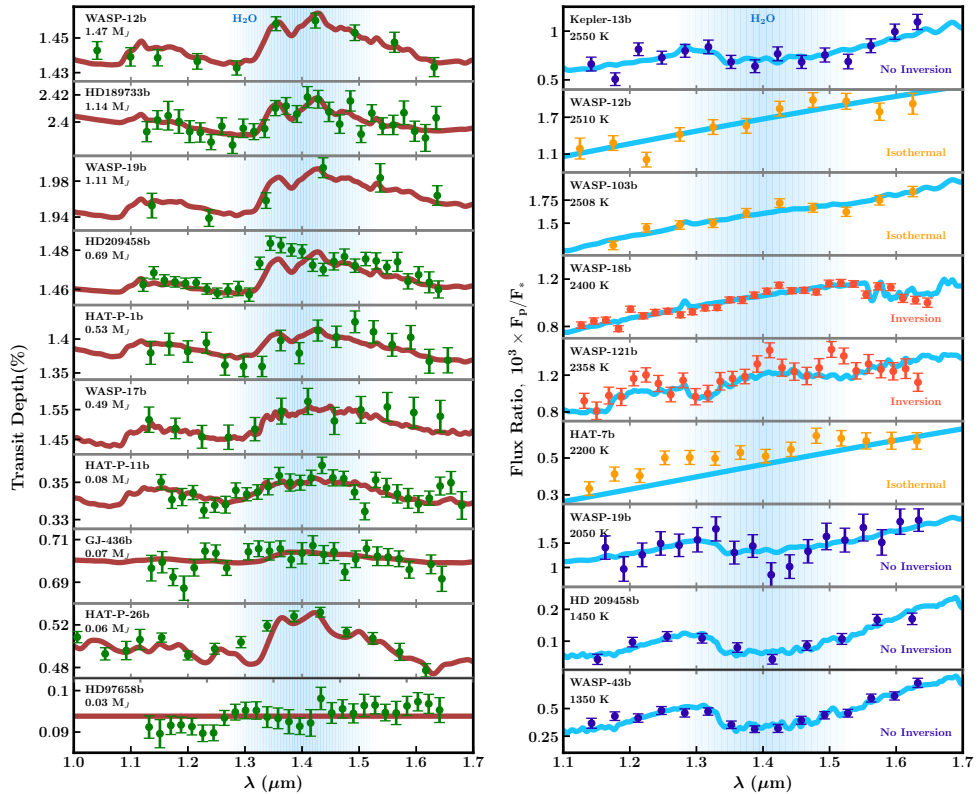 Transit Depth(%)
H₂O
WASP-12b
1.47 M_J
1.45
1.43
HD189733b
1.14 M_J
2.42
2.4
WASP-19b
1.11 M_J
1.98
1.94
HD209458b
0.69 M_J
1.48
1.46
HAT-P-1b
0.53 M_J
1.4
1.35
WASP-17b
0.49 M_J
1.55
1.45
HAT-P-11b
0.08 M_J
0.35
0.33
GJ-436b
0.07 M_J
0.71
0.69
HAT-P-26b
0.06 M_J
0.52
0.48
HD97658b
0.03 M_J
0.1
0.09
1.0 1.1 1.2 1.3 1.4 1.5 1.6 1.7
λ (μm)
Flux Ratio, 10³ × F_p/F_*
H₂O
Kepler-13b
2550 K
1
0.5
No Inversion
WASP-12b
2510 K
1.7
1.1
Isothermal
WASP-103b
2508 K
1.75
1.5
Isothermal
WASP-18b
2400 K
1.2
0.8
Inversion
WASP-121b
2358 K
1.2
0.8
Inversion
HAT-7b
2200 K
0.5
0.3
Isothermal
WASP-19b
2050 K
1.5
1
No Inversion
HD 209458b
1450 K
0.2
0.1
No Inversion
WASP-43b
1350 K
0.5
0.25
No Inversion
1.1 1.2 1.3 1.4 1.5 1.6 1.7
λ (μm)